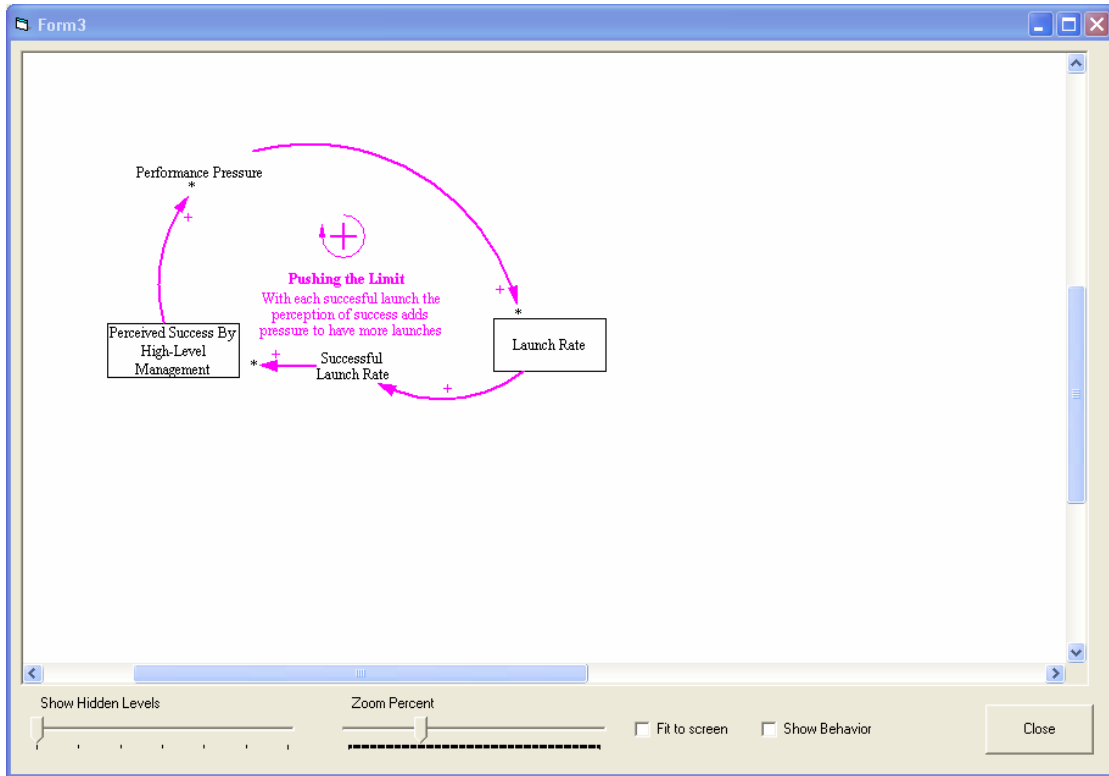 Form3
Performance Pressure
*
+
+
Pushing the Limit
With each succesful launch the
perception of success adds
pressure to have more launches
+
*
Perceived Success By
High-Level
Management
*
+
Successful
Launch Rate
+
Launch Rate
Show Hidden Levels
Zoom Percent
Fit to screen
Show Behavior
Close